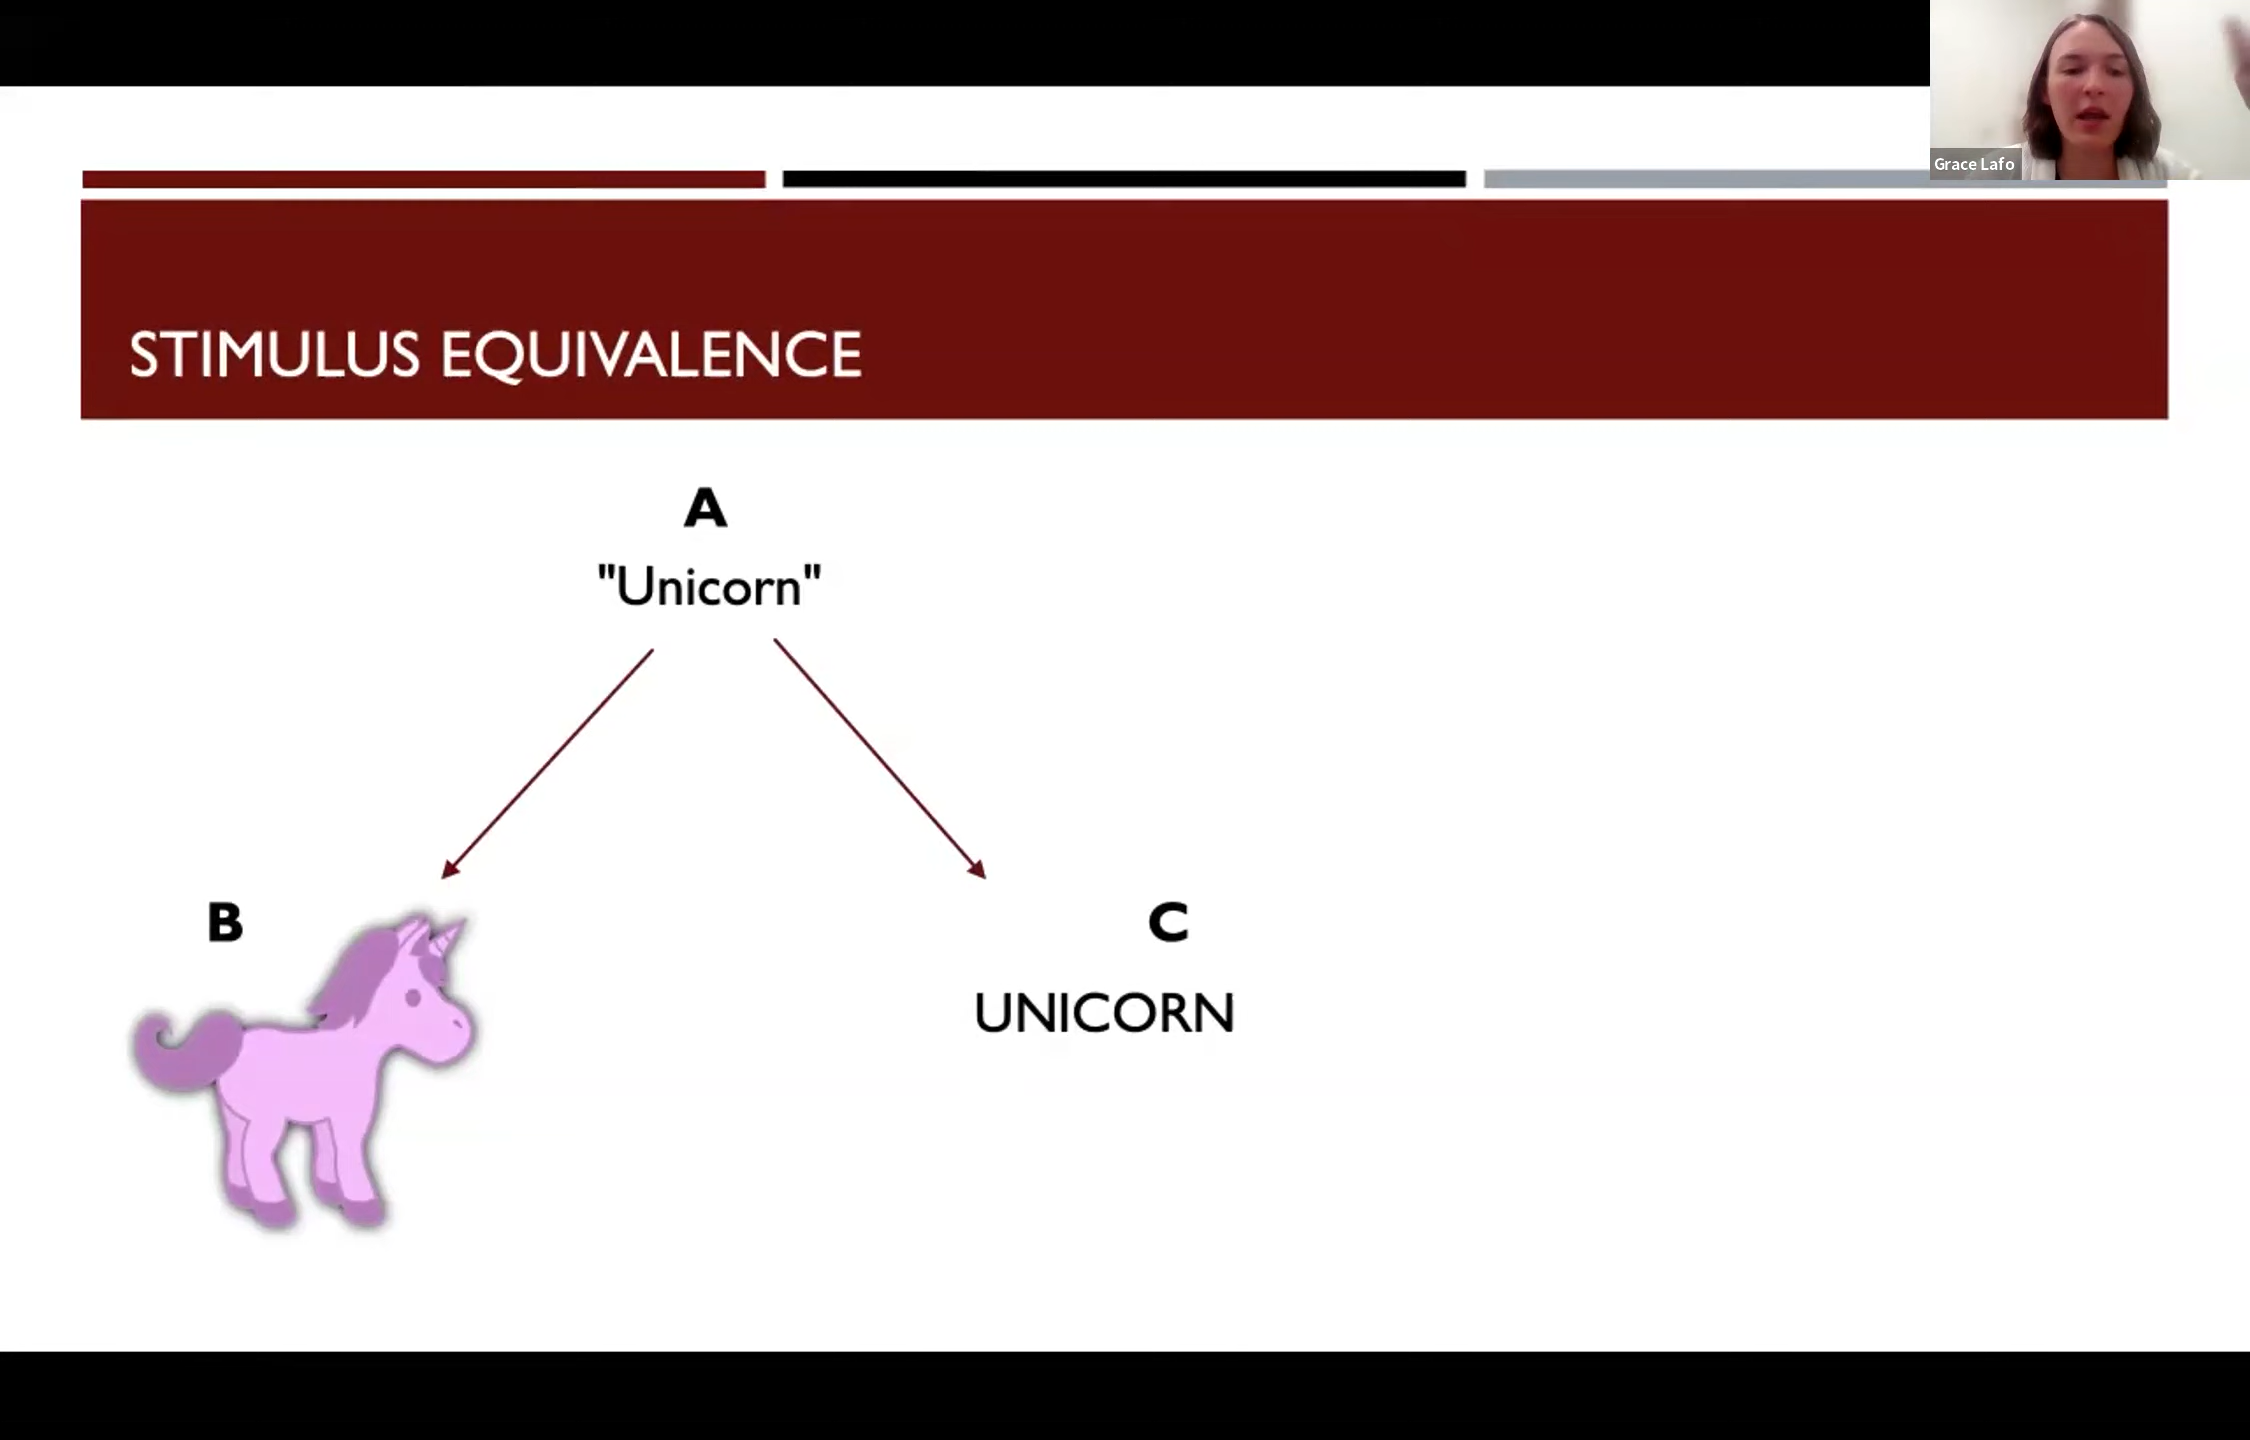 Grace Lafo
STIMULUS EQUIVALENCE
A
"Unicorn"
B
C
UNICORN